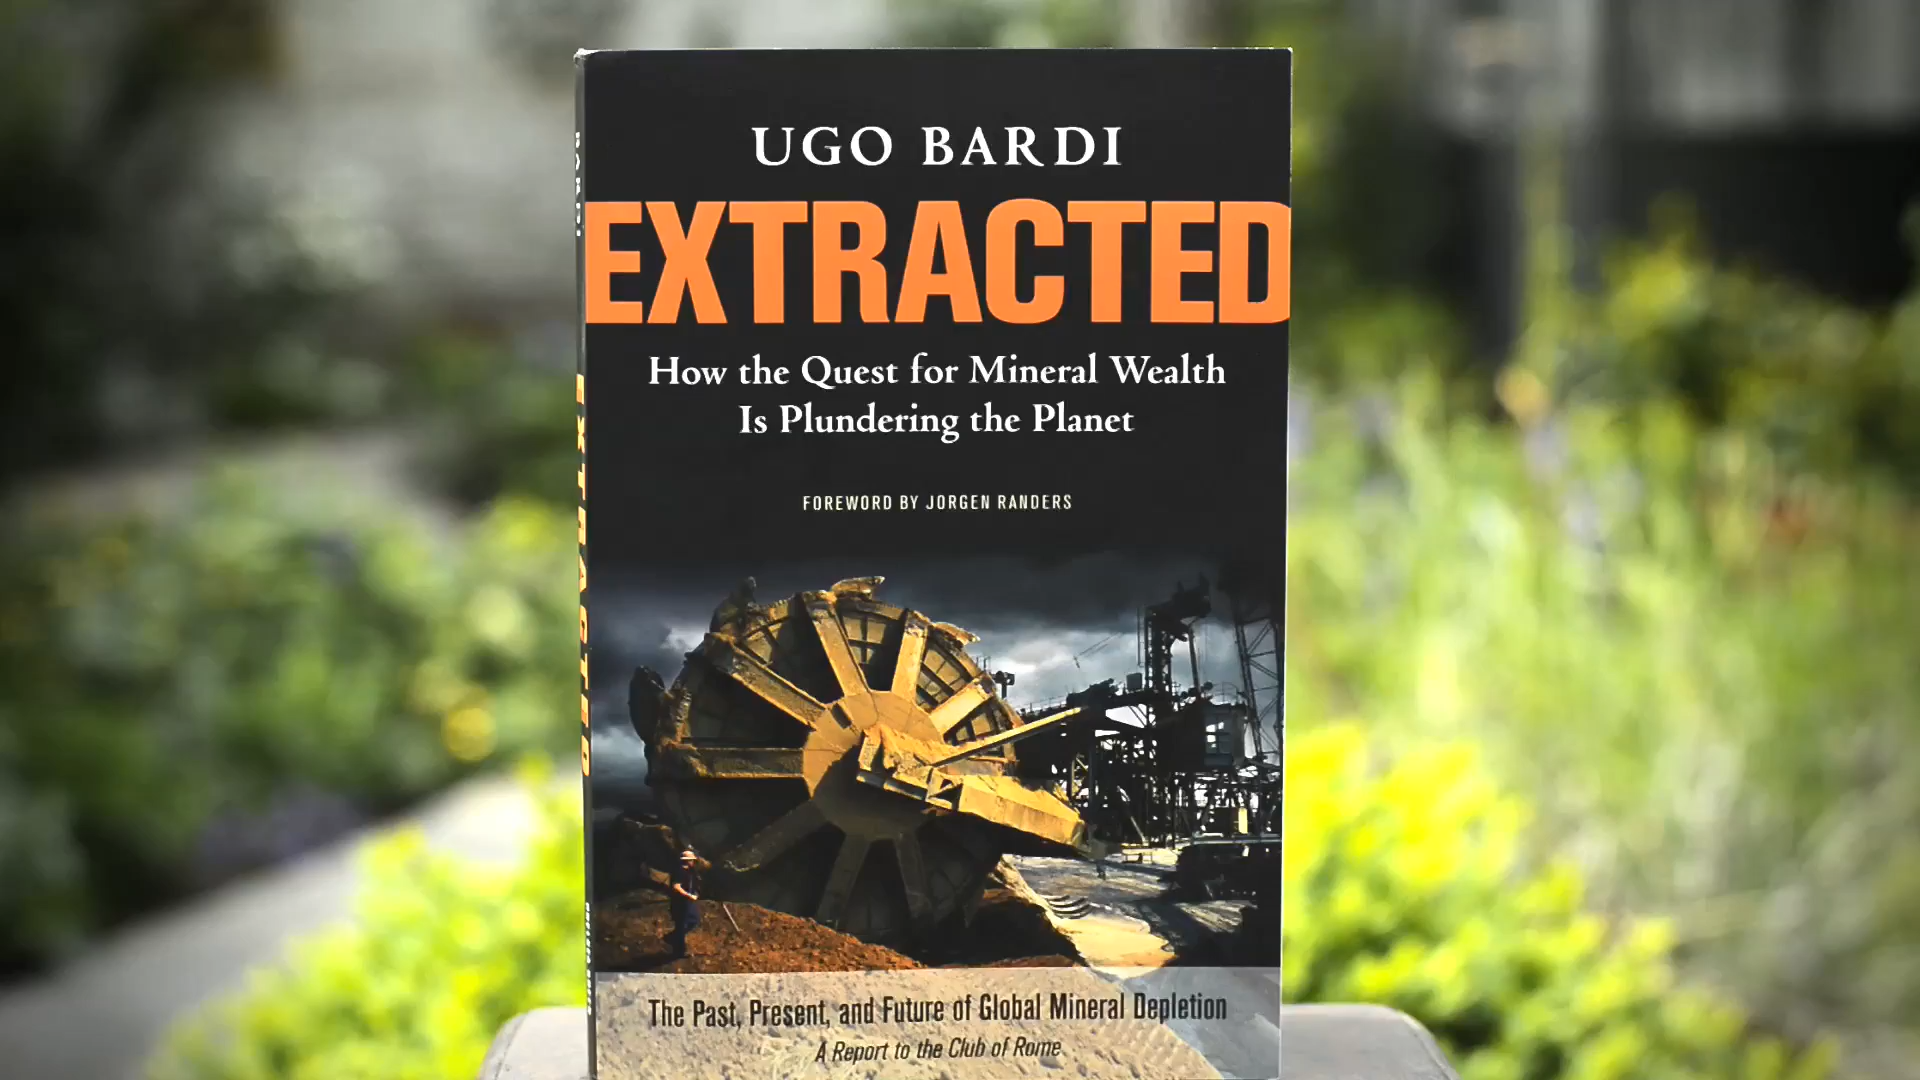 UGO BARDI
EXTRACTED
How the Quest for Mineral Wealth
Is Plundering the Planet
FOREWORD BY JORGEN RANDERS
The Past, Present, and Future of Global Mineral Depletion
A Report to the Club of Rome
BARDI
EXTRACTED